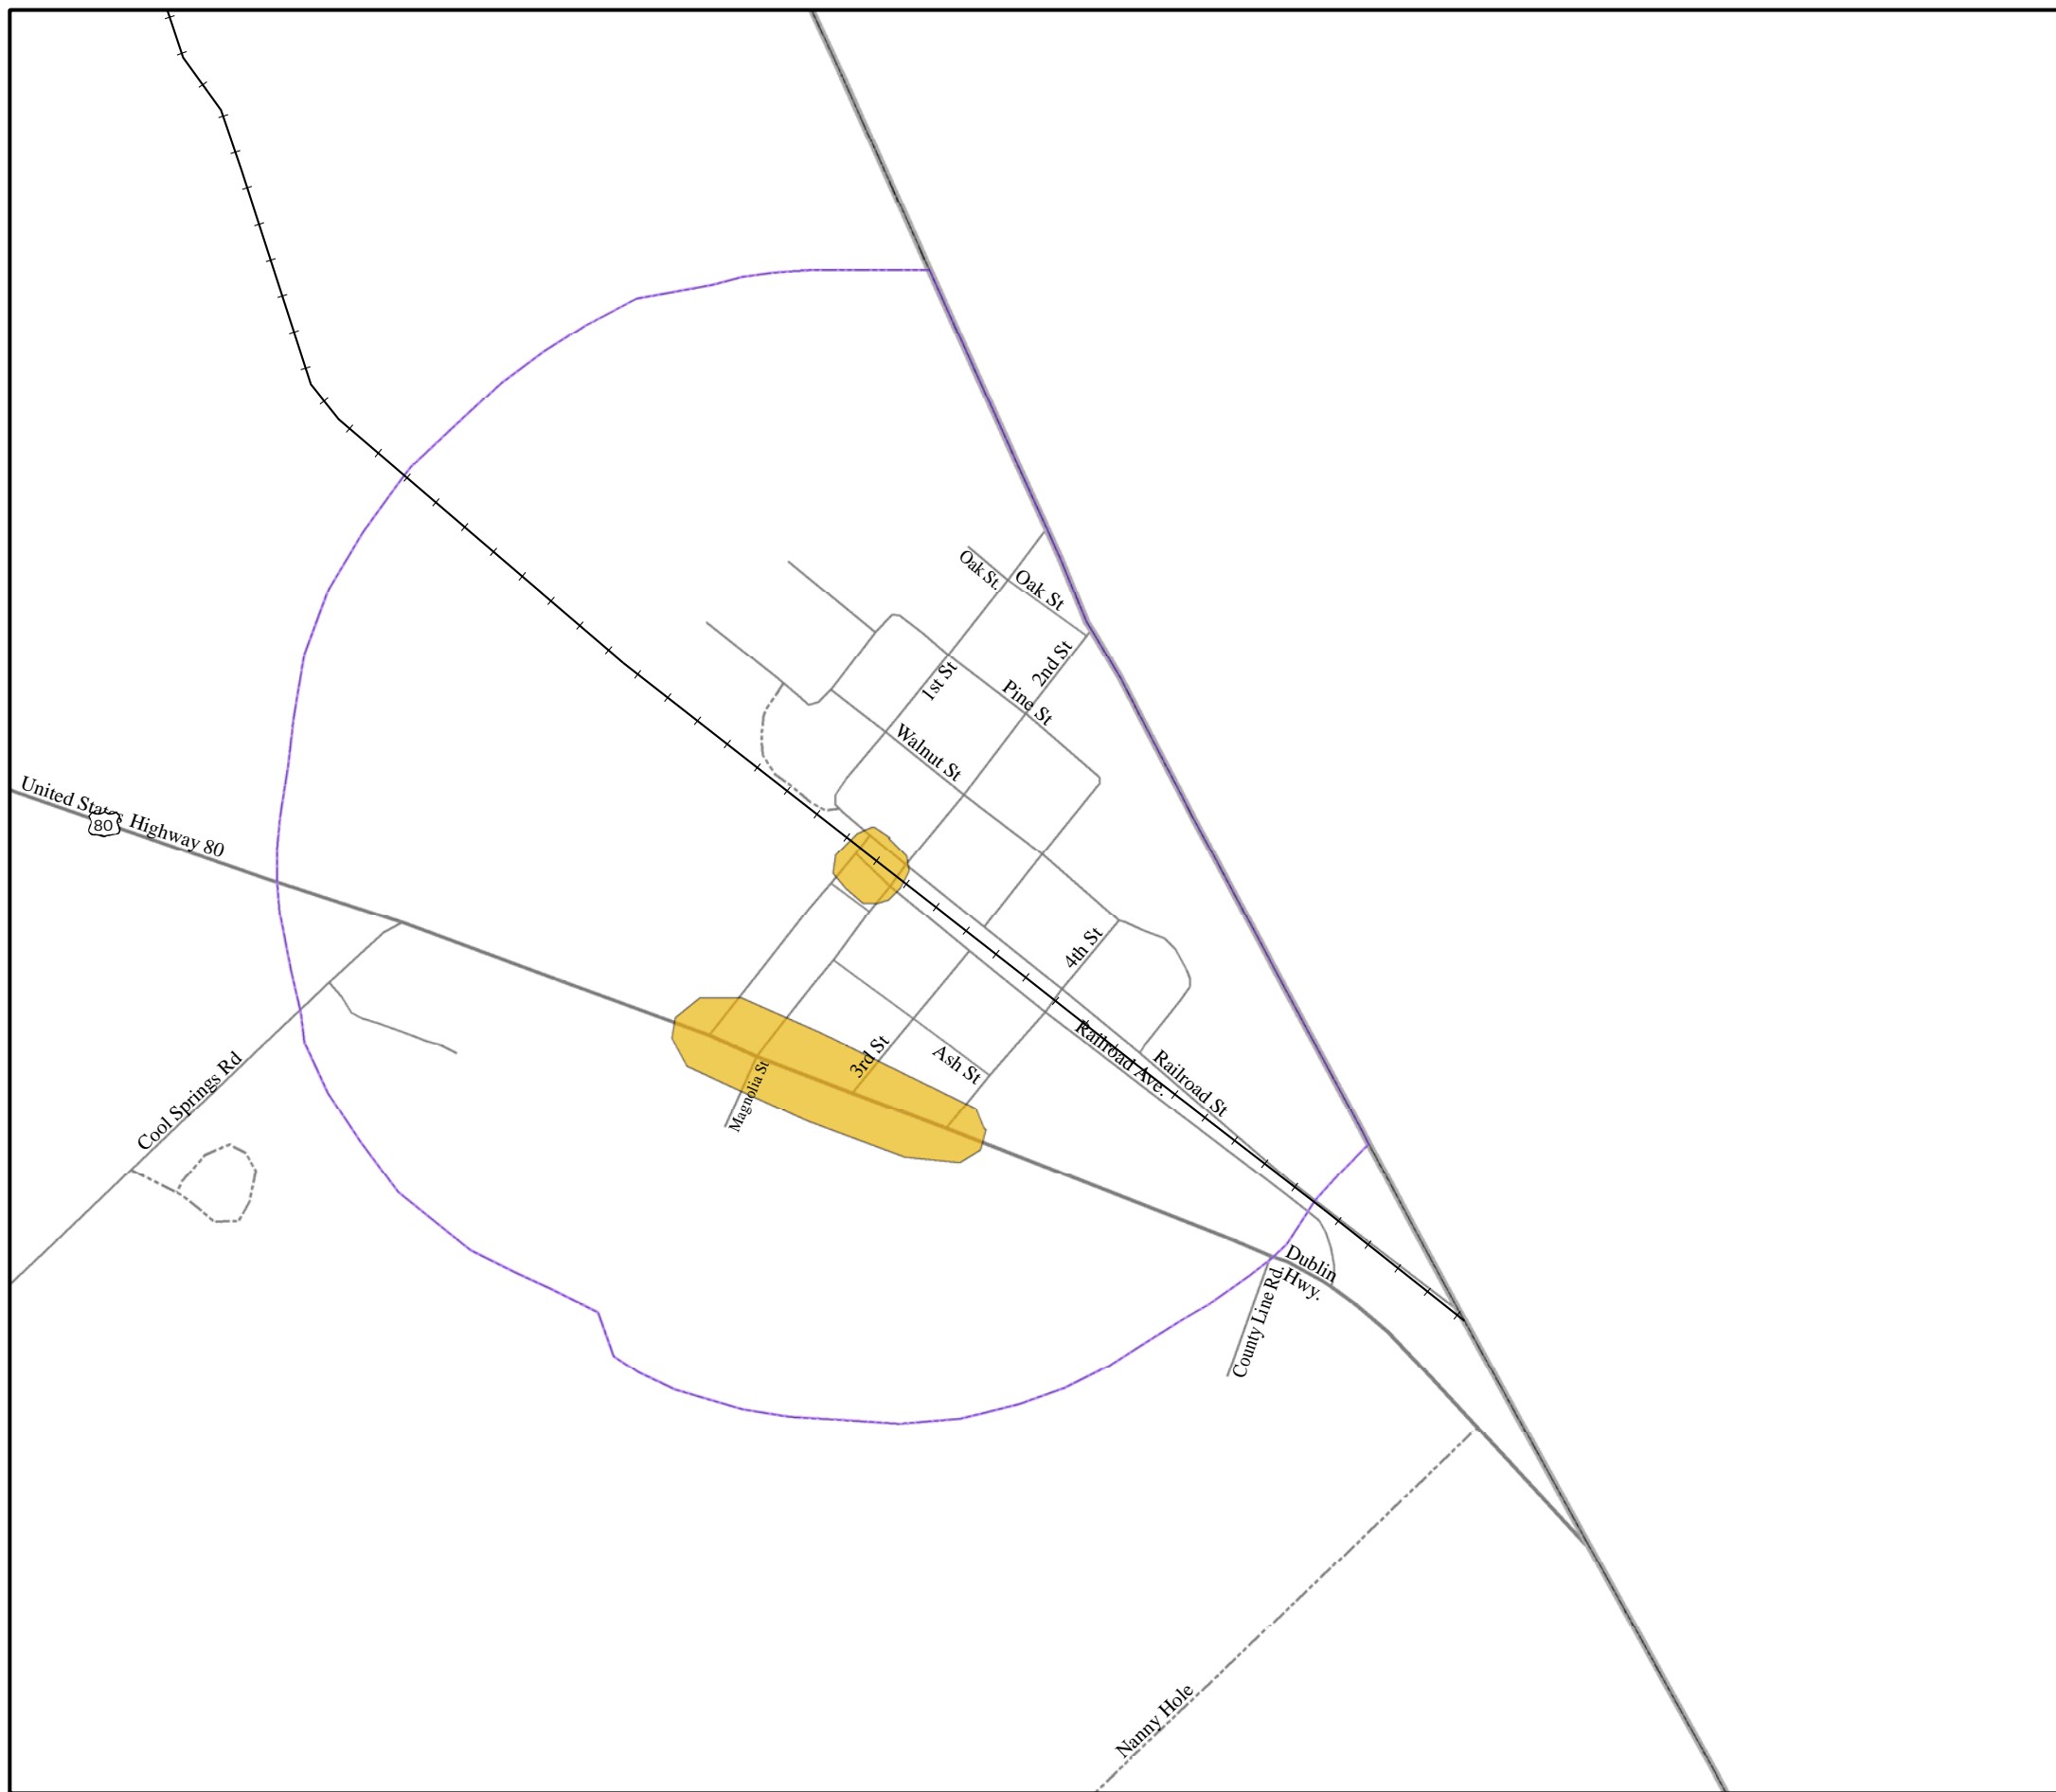 Oak St.
Oak St
2nd St
1st St
Pine St
Walnut St
United States Highway 80
80
4th St
3rd St
Ash St
Railroad Ave.
Railroad St
Magnolia St
Cool Springs Rd
Dublin
Hwy.
County Line Rd.
Nanny Hole